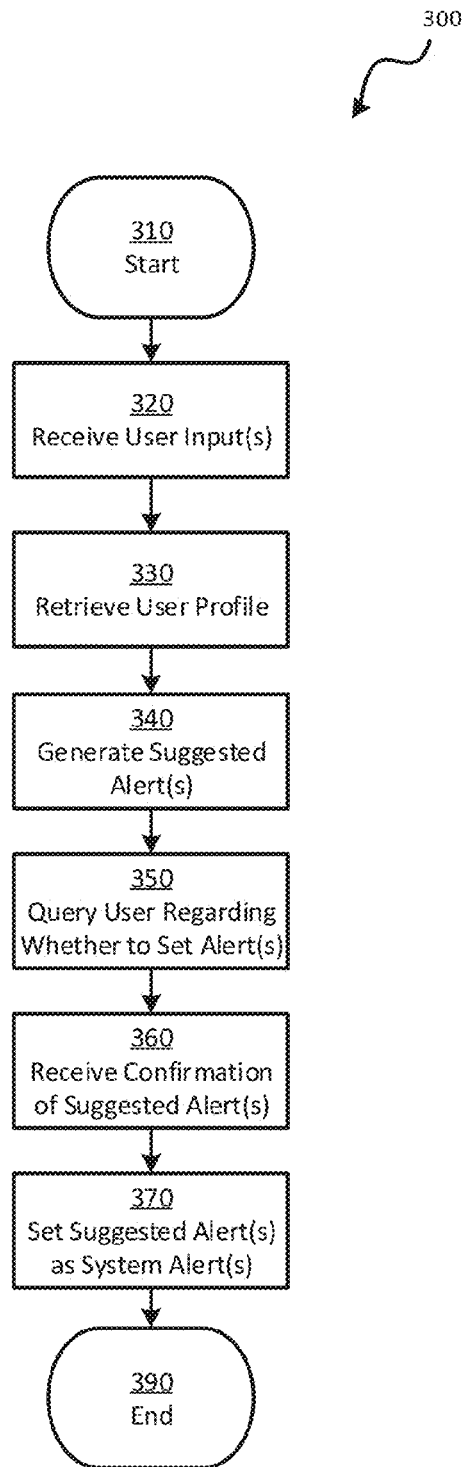 300
310
Start
320
Receive User Input(s)
330
Retrieve User Profile
340
Generate Suggested
Alert(s)
350
Query User Regarding
Whether to Set Alert(s)
360
Receive Confirmation
of Suggested Alert(s)
370
Set Suggested Alert(s)
as System Alert(s)
390
End